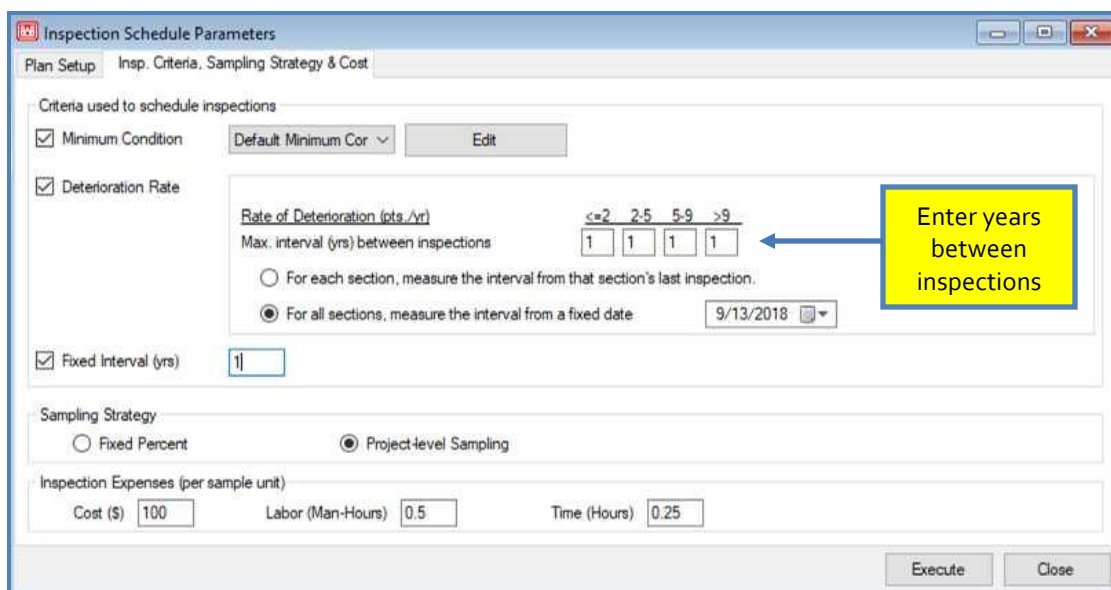 Inspection Schedule Parameters
Plan Setup Insp. Criteria, Sampling Strategy & Cost
Criteria used to schedule inspections
Minimum Condition Default Minimum Cor Edit
Deterioration Rate
Rate of Deterioration (pts./yr) <=2 2-5 5-9 >9
Max. interval (yrs) between inspections 1 1 1 1
Enter years
between
inspections
For each section, measure the interval from that section's last inspection.
For all sections, measure the interval from a fixed date 9/13/2018
Fixed Interval (yrs) 1
Sampling Strategy
Fixed Percent Project-level Sampling
Inspection Expenses (per sample unit)
Cost ($) 100 Labor (Man-Hours) 0.5 Time (Hours) 0.25
Execute Close